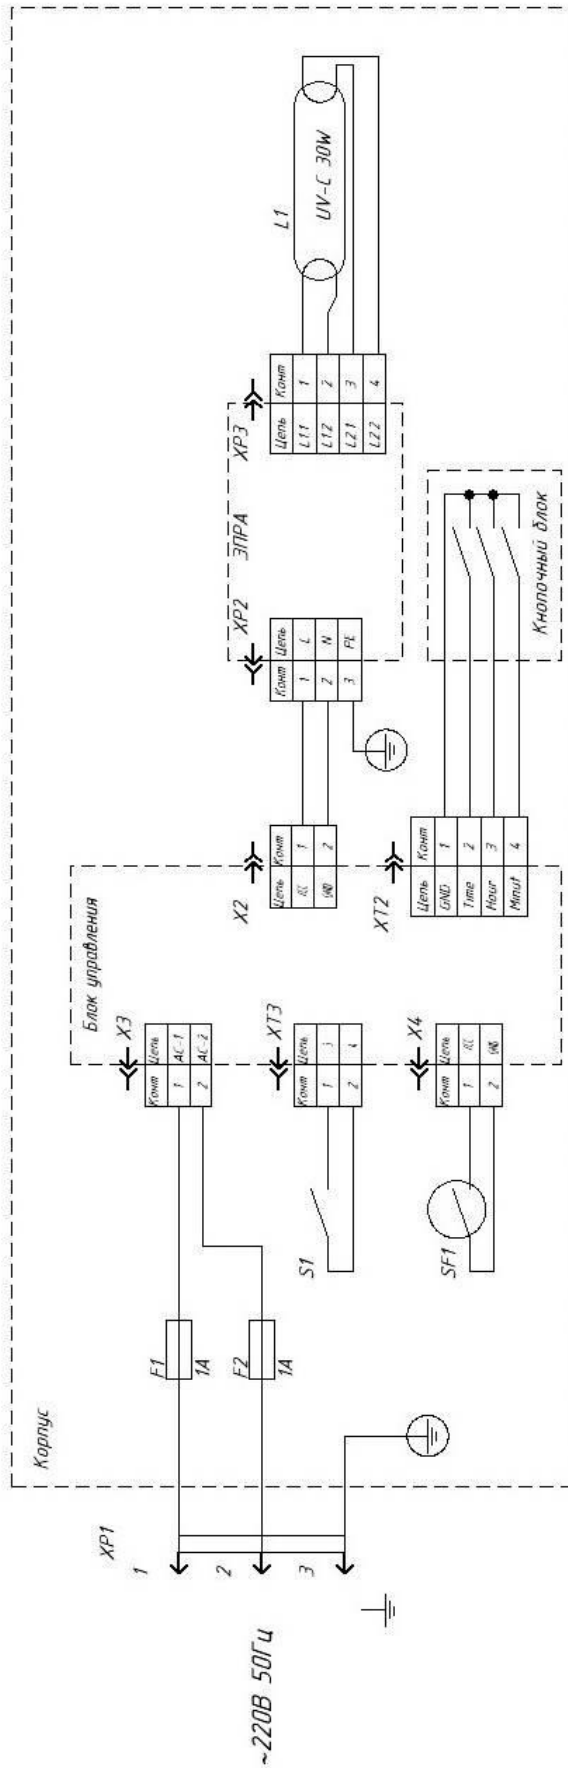 Корпус
Блок управления
~220В 50Гц
XP1
1
2
3
F1
1А
F2
1А
X3
Конт Цепь
1 AC-1
2 AC-2
XT3
Конт Цепь
1 3
2 4
S1
X4
Конт Цепь
1
2
SF1
X2
Цепь Конт
1
2
XT2
Цепь Конт
GND 1
Time 2
Hour 3
Minut 4
Кнопочный блок
XP2
ЭПРА
XP3
Конт Цепь
1 L
2 N
3 PE
Цепь Конт
L11 1
L12 2
L21 3
L22 4
L1
UV-C 30W